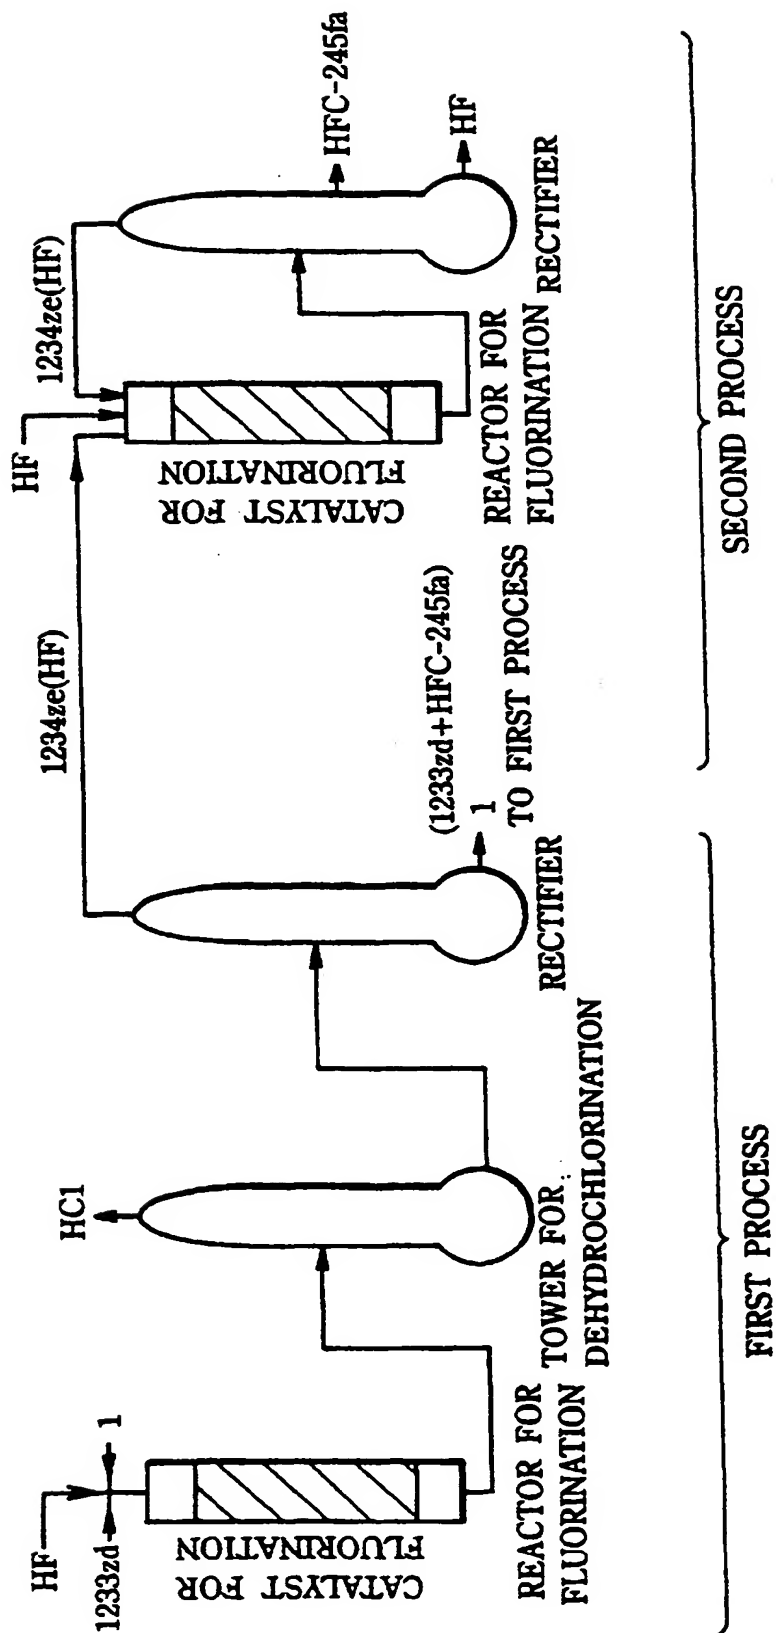 HF
1233zd
1
CATALYST FOR
FLUORINATION
REACTOR FOR
FLUORINATION
HCl
TOWER FOR
DEHYDROCHLORINATION
RECTIFIER
(1233zd+HFC-245fa)
1
TO FIRST PROCESS
1234ze(HF)
HF
1234ze(HF)
CATALYST FOR
FLUORINATION
REACTOR FOR
FLUORINATION
HFC-245fa
HF
RECTIFIER
FIRST PROCESS
SECOND PROCESS